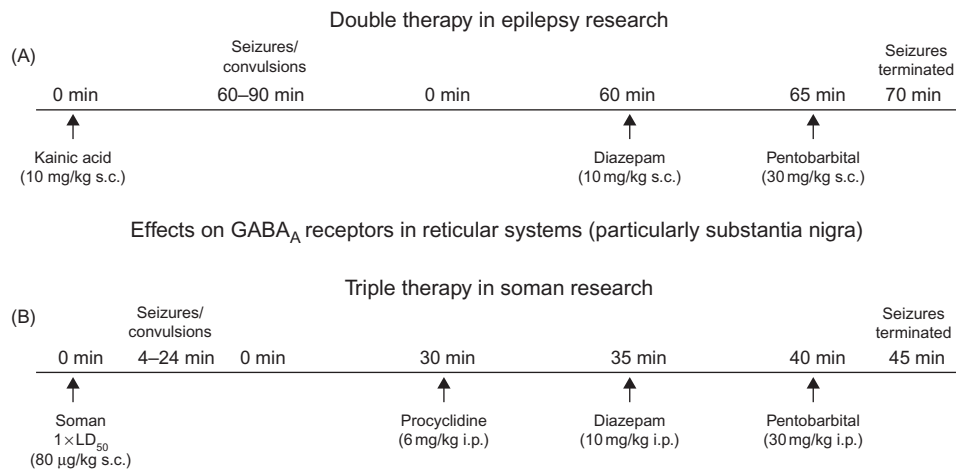 Double therapy in epilepsy research
(A)
Seizures/
convulsions
Seizures
terminated
0 min 60–90 min 0 min 60 min 65 min 70 min
Kainic acid
(10 mg/kg s.c.)
Diazepam
(10 mg/kg s.c.)
Pentobarbital
(30 mg/kg s.c.)
Effects on GABA_A receptors in reticular systems (particularly substantia nigra)
Triple therapy in soman research
(B)
Seizures/
convulsions
Seizures
terminated
0 min 4–24 min 0 min 30 min 35 min 40 min 45 min
Soman
1×LD₅₀
(80 μg/kg s.c.)
Procyclidine
(6 mg/kg i.p.)
Diazepam
(10 mg/kg i.p.)
Pentobarbital
(30 mg/kg i.p.)